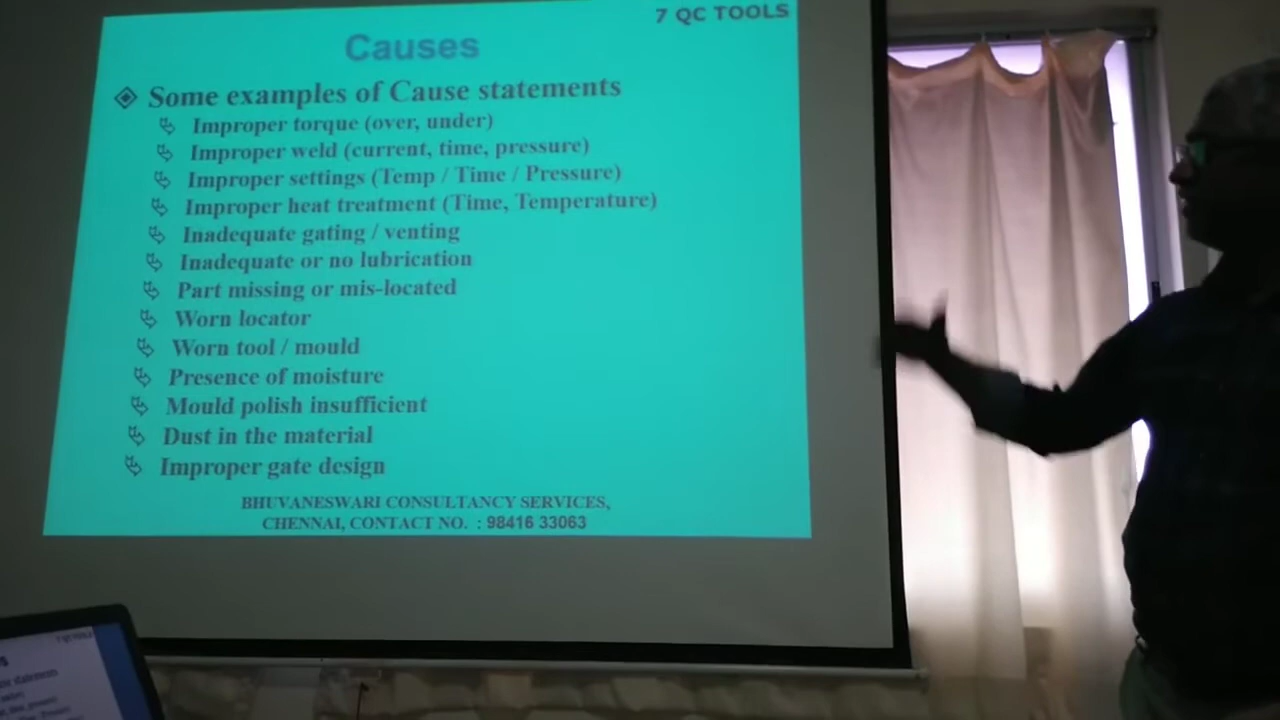 7 QC TOOLS
Causes
Some examples of Cause statements
Improper torque (over, under)
Improper weld (current, time, pressure)
Improper settings (Temp / Time / Pressure)
Improper heat treatment (Time, Temperature)
Inadequate gating / venting
Inadequate or no lubrication
Part missing or mis-located
Worn locator
Worn tool / mould
Presence of moisture
Mould polish insufficient
Dust in the material
Improper gate design
BHUVANESWARI CONSULTANCY SERVICES,
CHENNAI, CONTACT NO. : 98416 33063